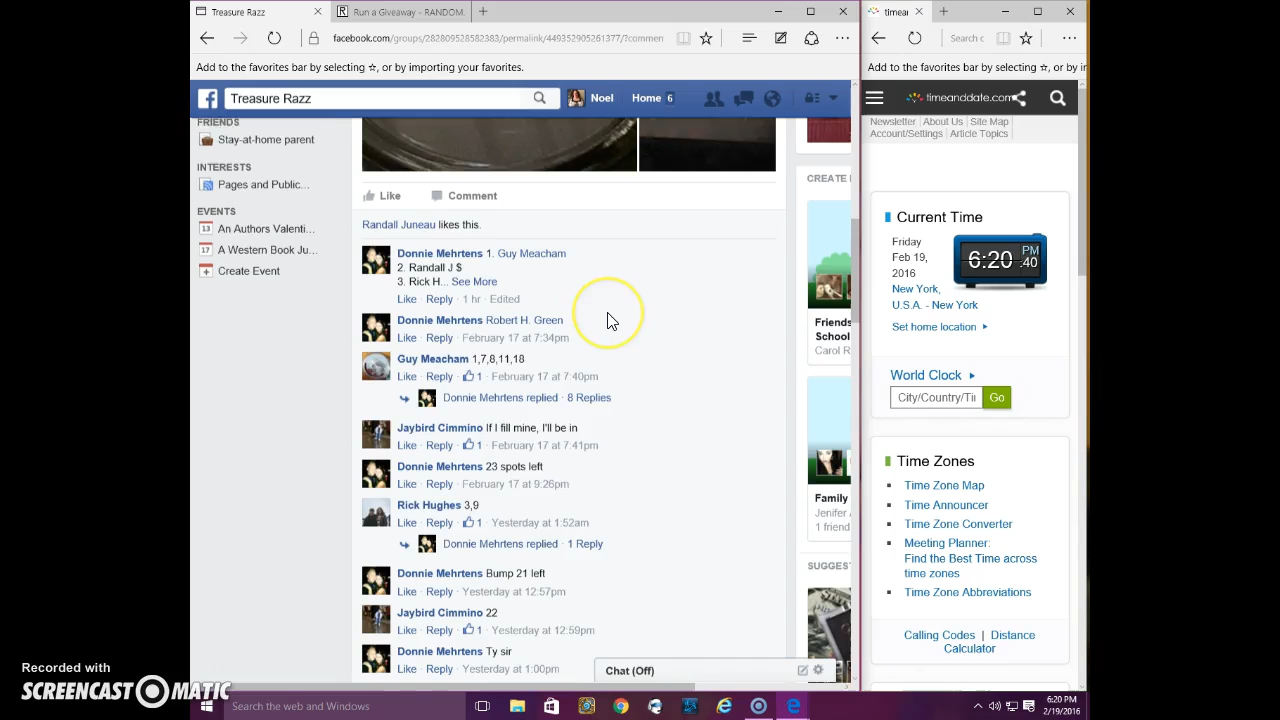 Treasure Razz
Run a Giveaway - RANDOM.
timean
facebook.com/groups/282809528582383/permalink/449352905261377/?commen
Search c
Add to the favorites bar by selecting ☆, or by importing your favorites.
Add to the favorites bar by selecting ☆, or by im
Treasure Razz
Noel
Home 6
timeanddate.com
FRIENDS
Stay-at-home parent
INTERESTS
Pages and Public...
EVENTS
13 An Authors Valenti...
17 A Western Book Ju...
Create Event
Like Comment
Randall Juneau likes this.
Donnie Mehrtens 1. Guy Meacham
2. Randall J $
3. Rick H... See More
Like · Reply · 1 hr · Edited
Donnie Mehrtens Robert H. Green
Like · Reply · February 17 at 7:34pm
Guy Meacham 1,7,8,11,18
Like · Reply · 1 · February 17 at 7:40pm
Donnie Mehrtens replied · 8 Replies
Jaybird Cimmino If I fill mine, I'll be in
Like · Reply · 1 · February 17 at 7:41pm
Donnie Mehrtens 23 spots left
Like · Reply · February 17 at 9:26pm
Rick Hughes 3,9
Like · Reply · 1 · Yesterday at 1:52am
Donnie Mehrtens replied · 1 Reply
Donnie Mehrtens Bump 21 left
Like · Reply · Yesterday at 12:57pm
Jaybird Cimmino 22
Like · Reply · 1 · Yesterday at 12:59pm
Donnie Mehrtens Ty sir
Like · Reply · Yesterday at 1:00pm
Chat (Off)
CREATE
Friends
School
Carol R
Family
Jenifer
1 friend
SUGGES
Newsletter About Us Site Map
Account/Settings Article Topics
Current Time
Friday
Feb 19,
2016
New York,
U.S.A. - New York
6:20 PM :40
Set home location
World Clock
City/Country/Ti
Go
Time Zones
Time Zone Map
Time Announcer
Time Zone Converter
Meeting Planner:
Find the Best Time across
time zones
Time Zone Abbreviations
Calling Codes | Distance
Calculator
Recorded with
SCREENCAST-O-MATIC
Search the web and Windows
6:20 PM
2/19/2016